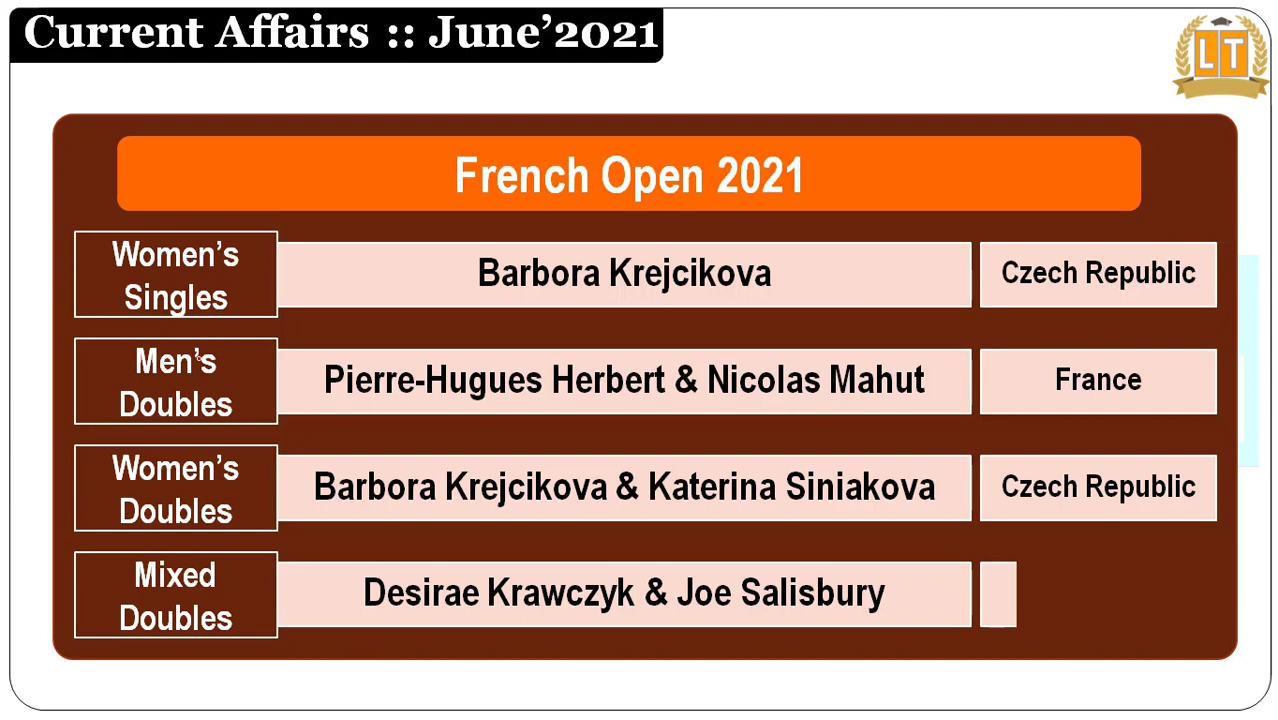 Current Affairs :: June’2021
LT
French Open 2021
Women’s
Singles
Barbora Krejcikova
Czech Republic
Men’s
Doubles
Pierre-Hugues Herbert & Nicolas Mahut
France
Women’s
Doubles
Barbora Krejcikova & Katerina Siniakova
Czech Republic
Mixed
Doubles
Desirae Krawczyk & Joe Salisbury